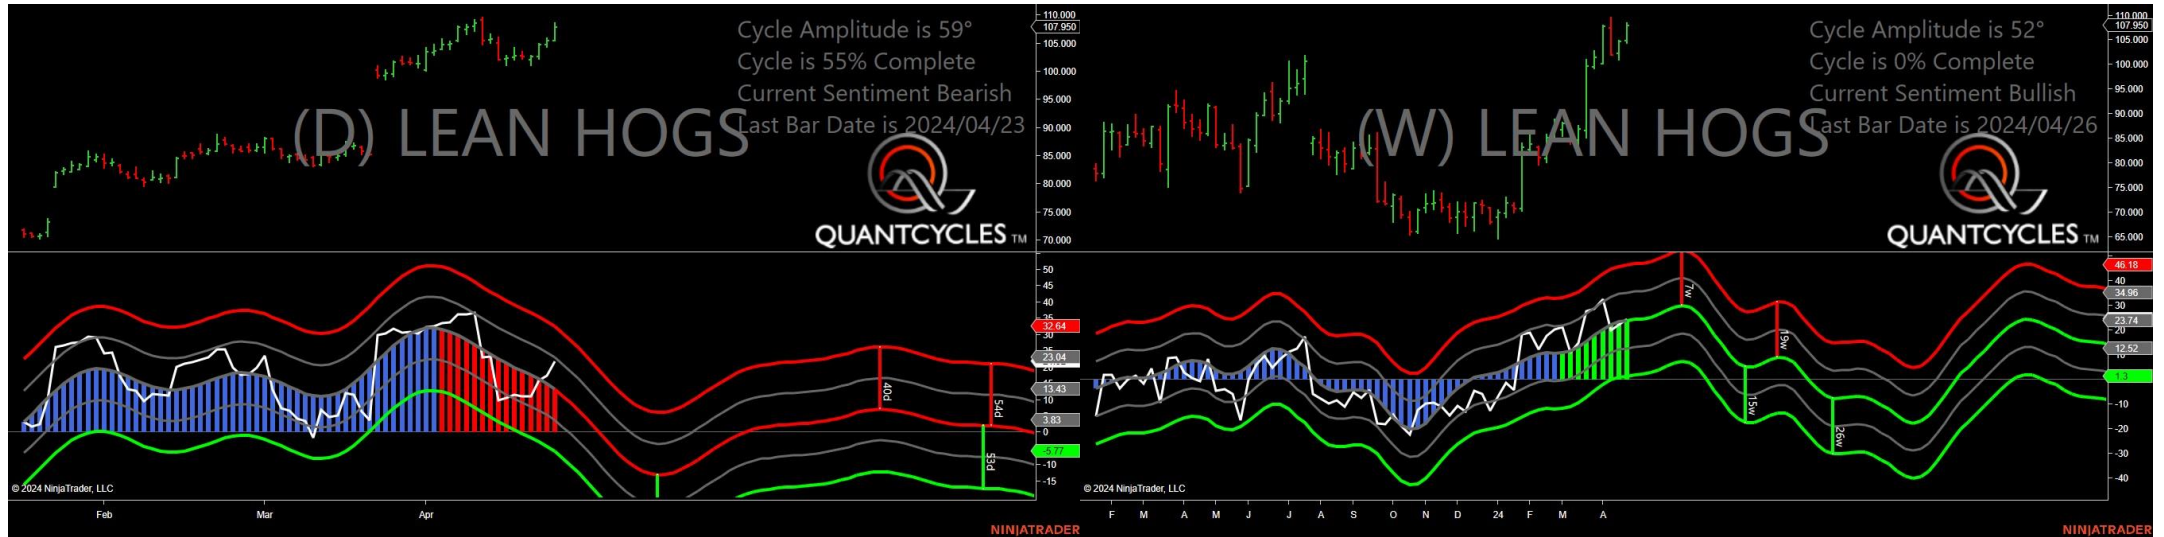 Cycle Amplitude is 59°
Cycle is 55% Complete
Current Sentiment Bearish
Last Bar Date is 2024/04/23
(D) LEAN HOGS
QUANTCYCLES TM
110.000
107.950
105.000
100.000
95.000
90.000
85.000
80.000
75.000
70.000
50
45
40
35
32.64
30
25
23.04
20
15
13.43
10
5
3.83
0
-5.77
-10
-15
40d
54d
53d
© 2024 NinjaTrader, LLC
Feb
Mar
Apr
NINJATRADER
Cycle Amplitude is 52°
Cycle is 0% Complete
Current Sentiment Bullish
Last Bar Date is 2024/04/26
(W) LEAN HOGS
QUANTCYCLES TM
110.000
107.950
105.000
100.000
95.000
90.000
85.000
80.000
75.000
70.000
65.000
46.18
40
34.96
30
23.74
20
12.52
10
1.3
-10
-20
-30
-40
7w
19w
15w
26w
© 2024 NinjaTrader, LLC
F
M
A
M
J
J
A
S
O
N
D
24
F
M
A
NINJATRADER